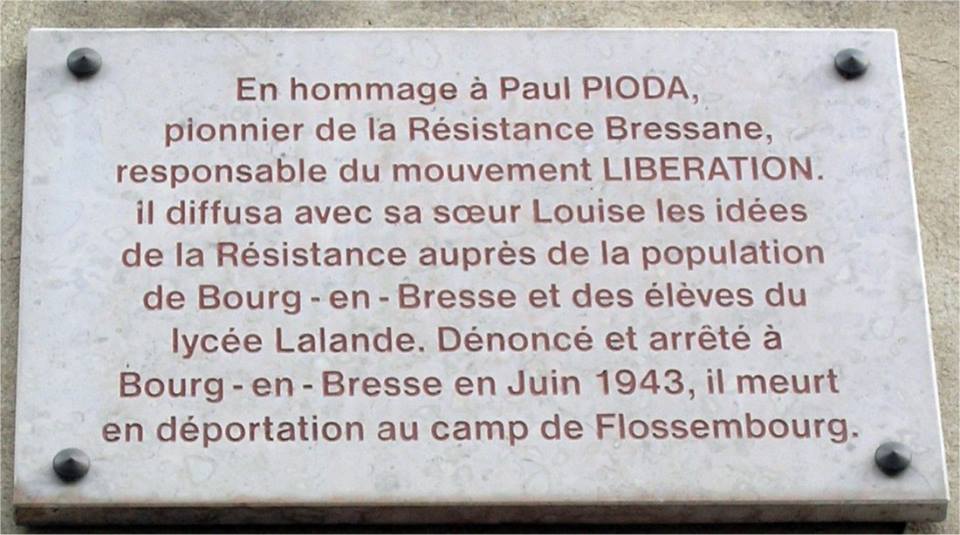 En hommage à Paul PIODA,
pionnier de la Résistance Bressane,
responsable du mouvement LIBERATION.
il diffusa avec sa sœur Louise les idées
de la Résistance auprès de la population
de Bourg - en - Bresse et des élèves du
lycée Lalande. Dénoncé et arrêté à
Bourg - en - Bresse en Juin 1943, il meurt
en déportation au camp de Flossembourg.